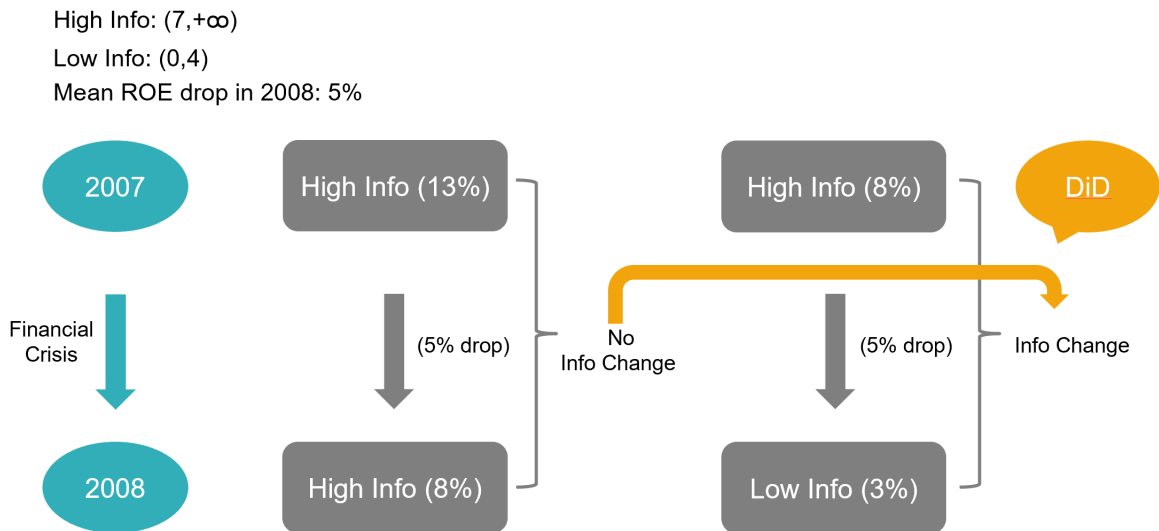 High Info: (7,+∞)
Low Info: (0,4)
Mean ROE drop in 2008: 5%
2007
High Info (13%)
High Info (8%)
DiD
Financial
Crisis
(5% drop)
No
Info Change
(5% drop)
Info Change
2008
High Info (8%)
Low Info (3%)